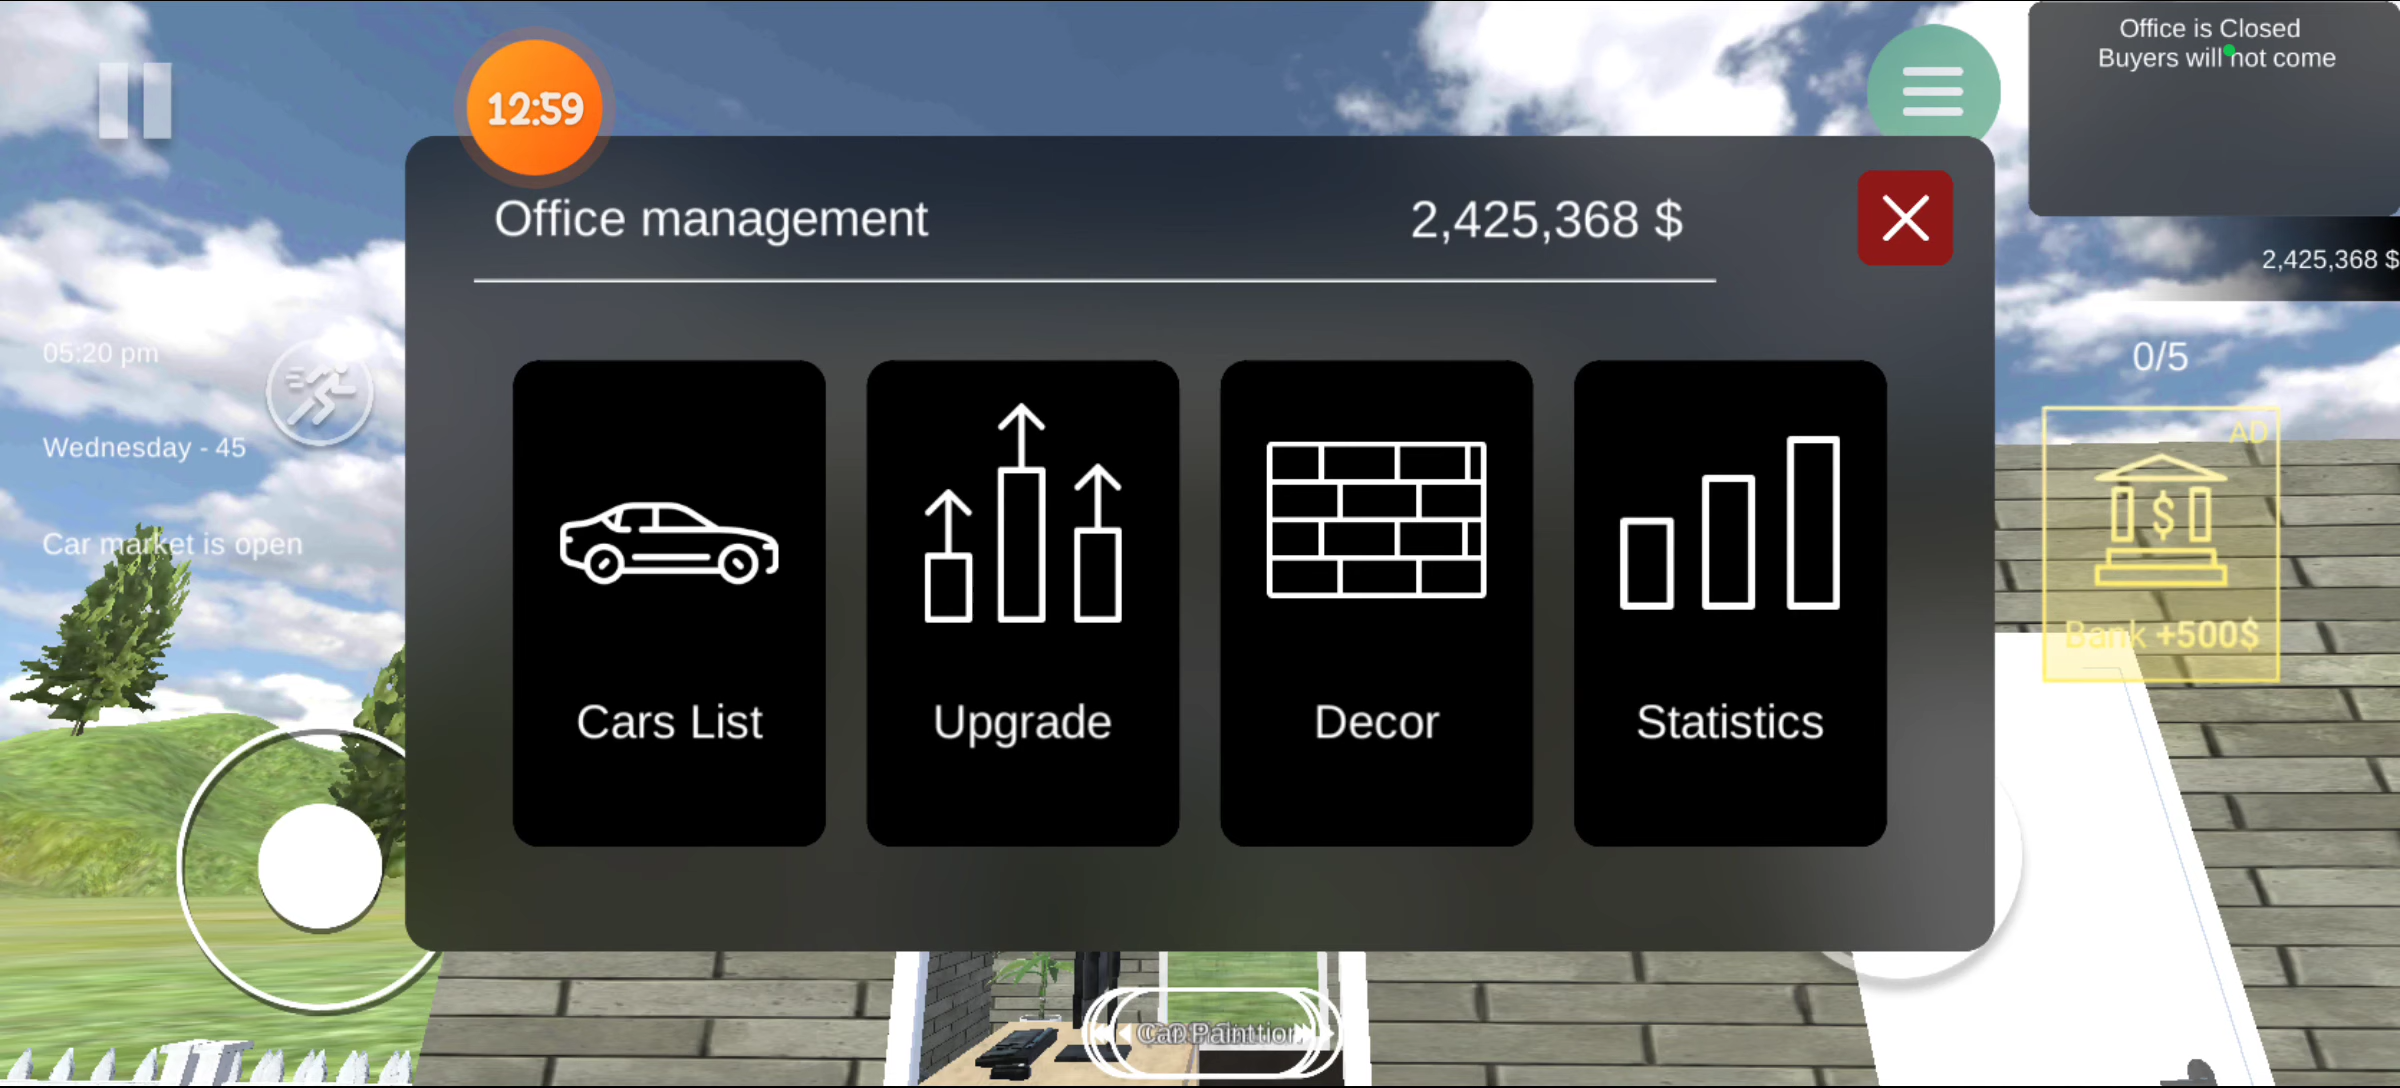 Office is Closed
Buyers will not come
12:59
Office management
2,425,368 $
2,425,368 $
05:20 pm
0/5
Wednesday - 45
AD
Car market is open
Bank +500$
Cars List
Upgrade
Decor
Statistics